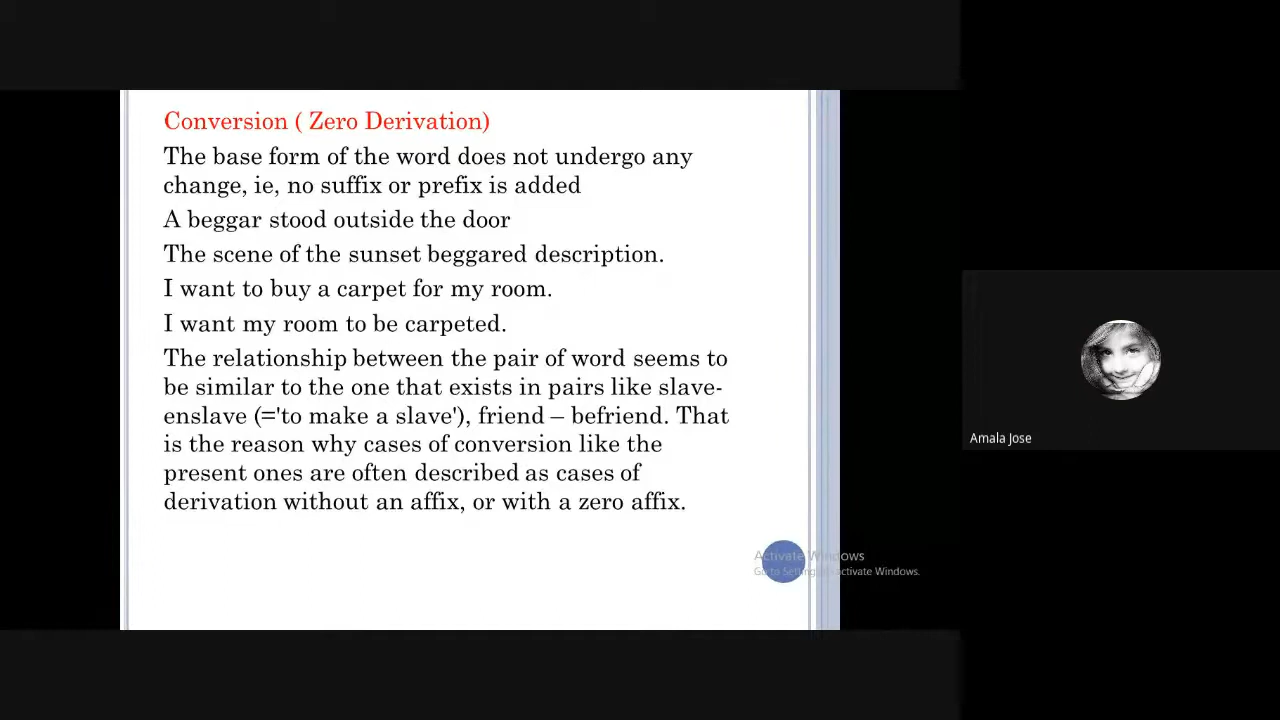 Conversion ( Zero Derivation)
The base form of the word does not undergo any
change, ie, no suffix or prefix is added
A beggar stood outside the door
The scene of the sunset beggared description.
I want to buy a carpet for my room.
I want my room to be carpeted.
The relationship between the pair of word seems to
be similar to the one that exists in pairs like slave-
enslave (='to make a slave'), friend – befriend. That
is the reason why cases of conversion like the
present ones are often described as cases of
derivation without an affix, or with a zero affix.
Amala Jose
Activate Windows
Go to Settings to activate Windows.